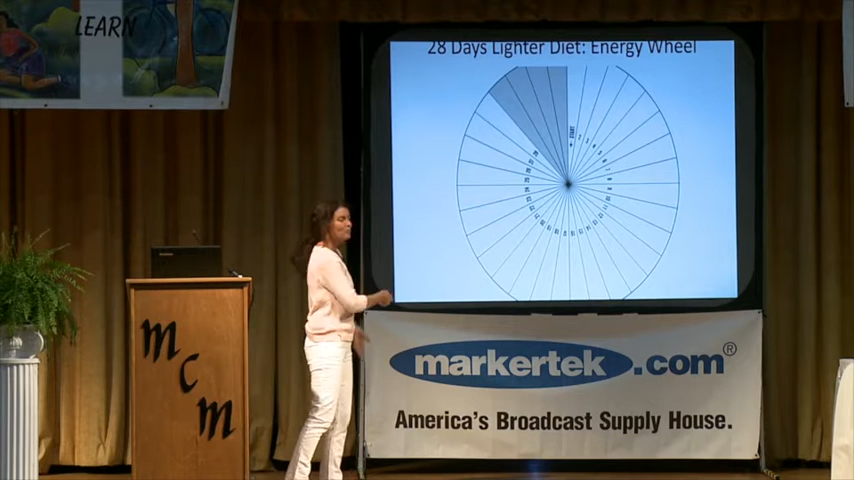 LEARN
28 Days Lighter Diet: Energy Wheel
START
MCM
markertek.com®
America's Broadcast Supply House.